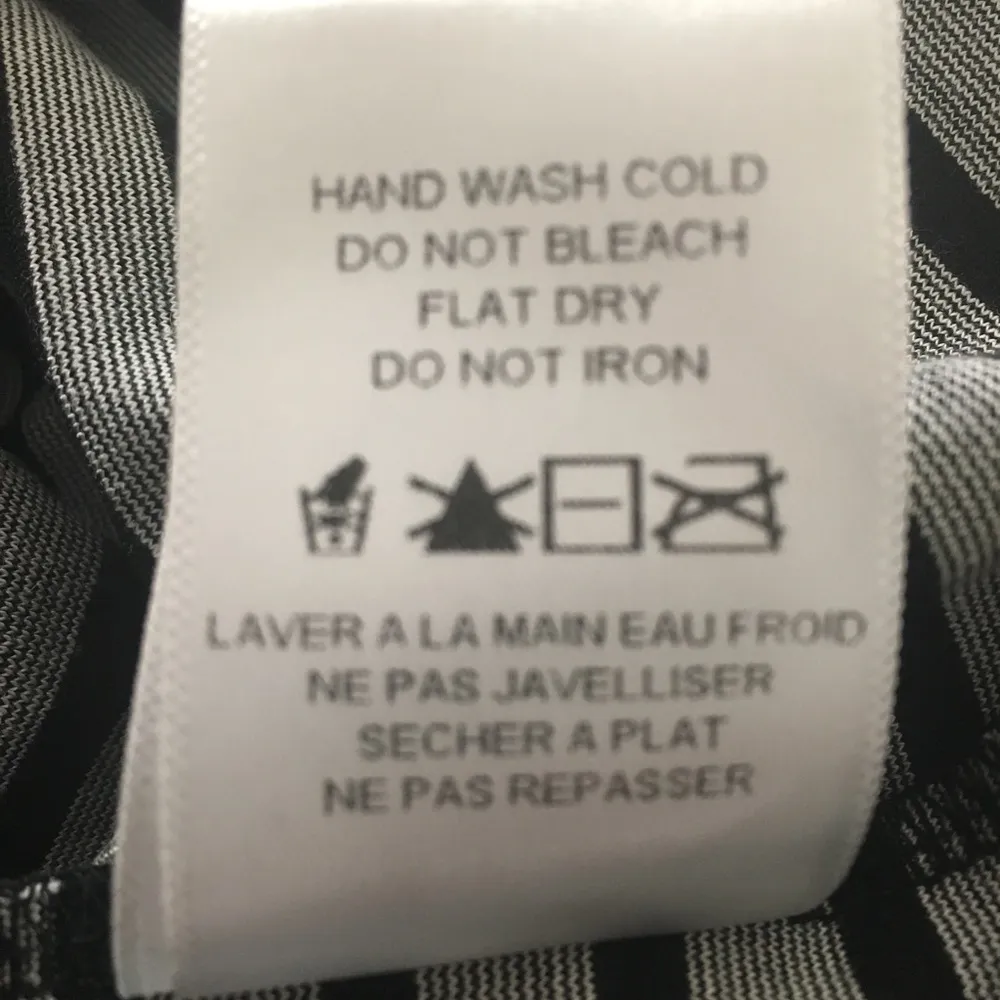 HAND WASH COLD
DO NOT BLEACH
FLAT DRY
DO NOT IRON
LAVER A LA MAIN EAU FROID
NE PAS JAVELLISER
SECHER A PLAT
NE PAS REPASSER